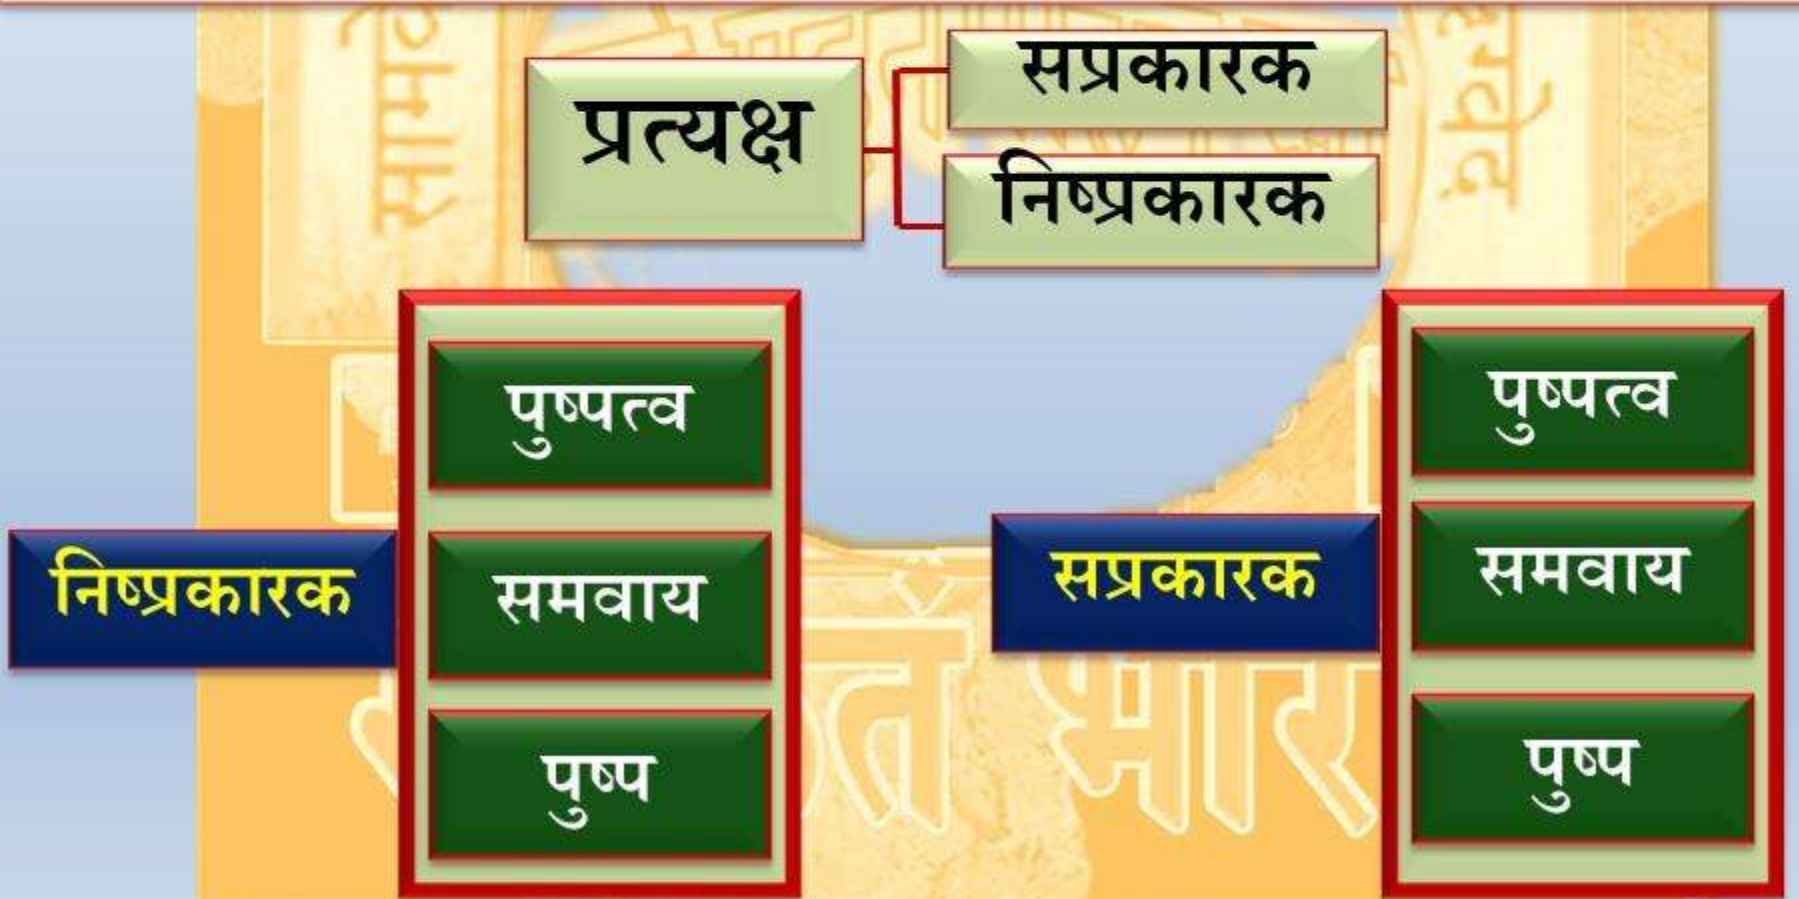 प्रत्यक्ष
सप्रकारक
निष्प्रकारक
निष्प्रकारक
पुष्पत्व
समवाय
पुष्प
सप्रकारक
पुष्पत्व
समवाय
पुष्प